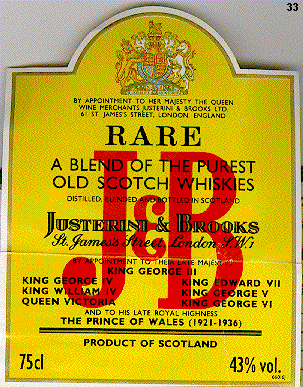 33
BY APPOINTMENT TO HER MAJESTY THE QUEEN
WINE MERCHANTS JUSTERINI & BROOKS LTD.
61 ST. JAMES'S STREET, LONDON, ENGLAND
RARE
A BLEND OF THE PUREST
OLD SCOTCH WHISKIES
DISTILLED, BLENDED AND BOTTLED IN SCOTLAND
J&B
JUSTERINI & BROOKS
St. James's Street, London S.W.1
BY APPOINTMENT TO THEIR LATE MAJESTIES
KING GEORGE III
KING GEORGE IV KING EDWARD VII
KING WILLIAM IV KING GEORGE V
QUEEN VICTORIA KING GEORGE VI
AND TO HIS LATE ROYAL HIGHNESS
THE PRINCE OF WALES (1921-1936)
PRODUCT OF SCOTLAND
75cl 43% vol.